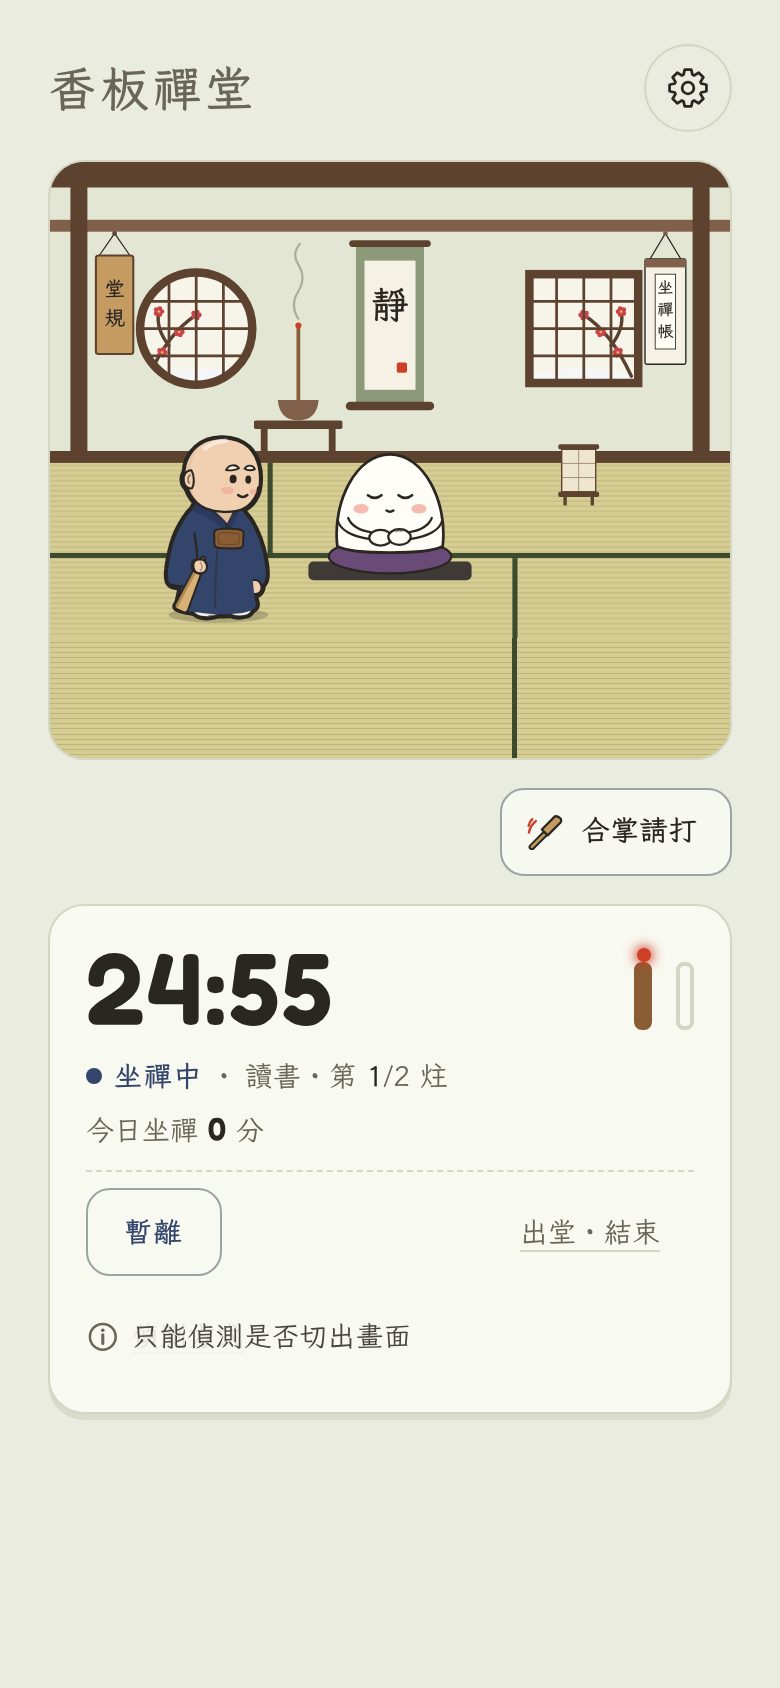 香板禪堂
堂規
靜
坐禪帳
合掌請打
24:55
坐禪中 · 讀書 · 第 1/2 炷
今日坐禪 0 分
暫離
出堂 · 結束
只能偵測是否切出畫面